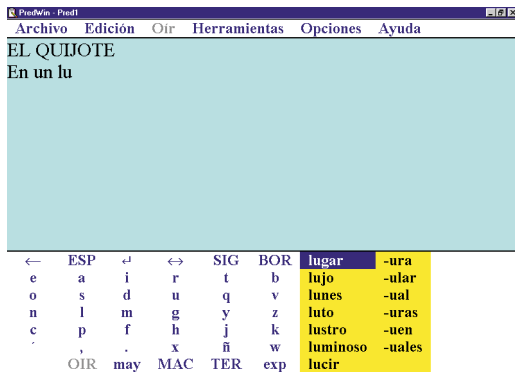 PredWin - Pred1
Archivo Edición Oír Herramientas Opciones Ayuda
EL QUIJOTE
En un lu
← ESP ↵ ↔ SIG BOR lugar -ura
e a i r t b lujo -ular
o s d u q v lunes -ual
n l m g y z luto -uras
c p f h j k lustro -uen
´ , . x ñ w luminoso -uales
OIR may MAC TER exp lucir